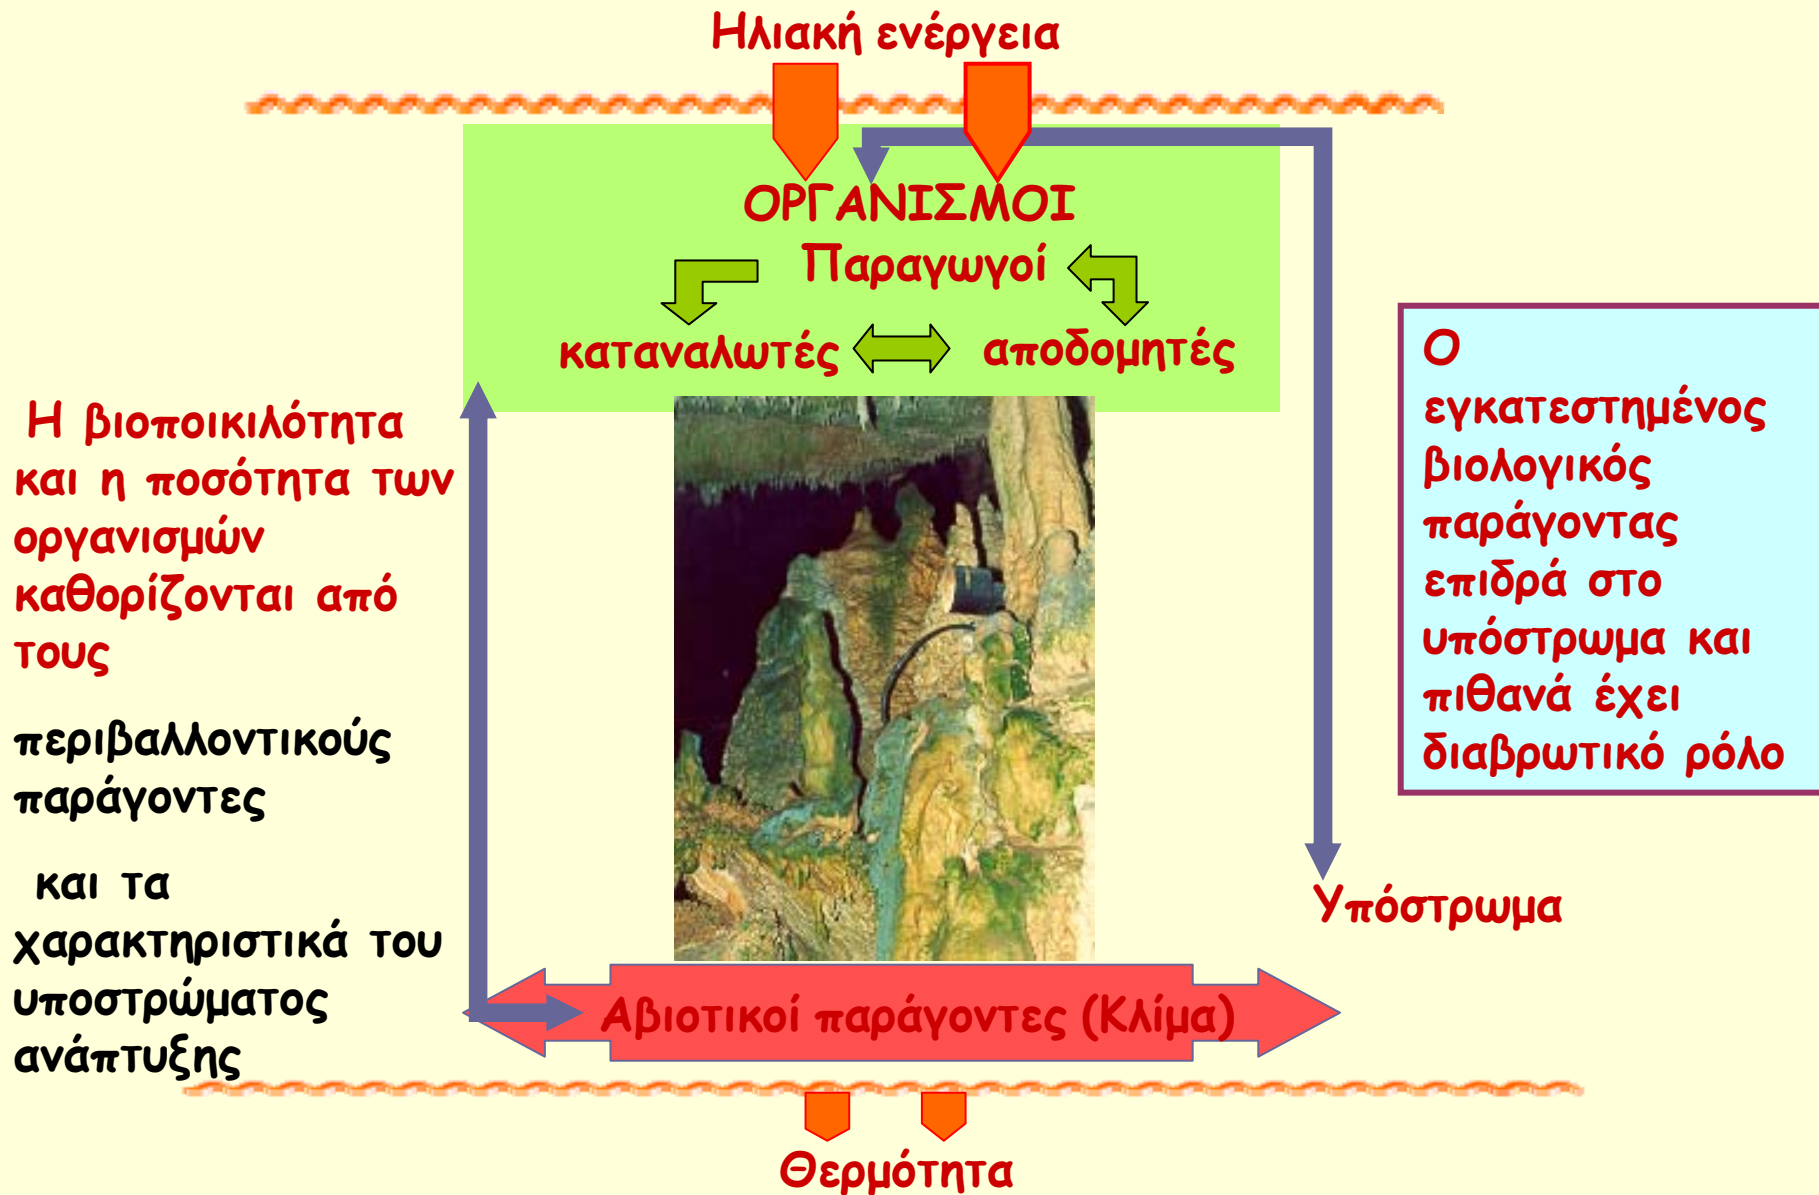 Ηλιακή ενέργεια
ΟΡΓΑΝΙΣΜΟΙ
Παραγωγοί
καταναλωτές
αποδομητές
Η βιοποικιλότητα
και η ποσότητα των
οργανισμών
καθορίζονται από
τους
περιβαλλοντικούς
παράγοντες
και τα
χαρακτηριστικά του
υποστρώματος
ανάπτυξης
Ο
εγκατεστημένος
βιολογικός
παράγοντας
επιδρά στο
υπόστρωμα και
πιθανά έχει
διαβρωτικό ρόλο
Υπόστρωμα
Αβιοτικοί παράγοντες (Κλίμα)
Θερμότητα